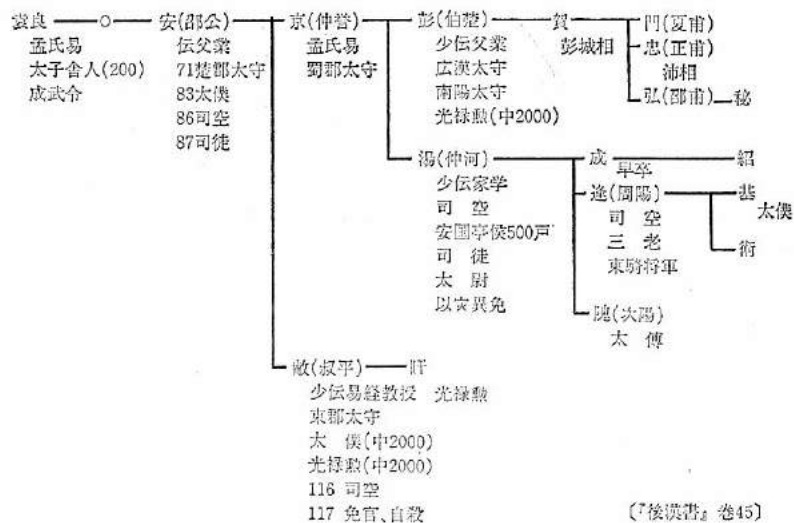 袁良 ○ 安(邵公) 京(仲誉) 彭(伯楚) 賀 閎(夏甫)
孟氏易
太子舎人(200)
成武令
伝父業
71楚郡太守
83太僕
86司空
87司徒
孟氏易
蜀郡太守
少伝父業
広漢太守
南陽太守
光禄勲(中2000)
彭城相
忠(正甫)
沛相
弘(邵甫) 秘
湯(仲河) 成 紹
早卒
少伝家学
司 空
安国亭侯500戸
司徒
太 尉
以災異免
逢(周陽) 基
太僕
司 空
三 老
車騎将軍
術
隗(次陽)
太 傅
敞(叔平) 盱
少伝易経教授 光禄勲
東郡太守
太 僕(中2000)
光禄勲(中2000)
116 司空
117 免官、自殺
〔『後漢書』巻45〕